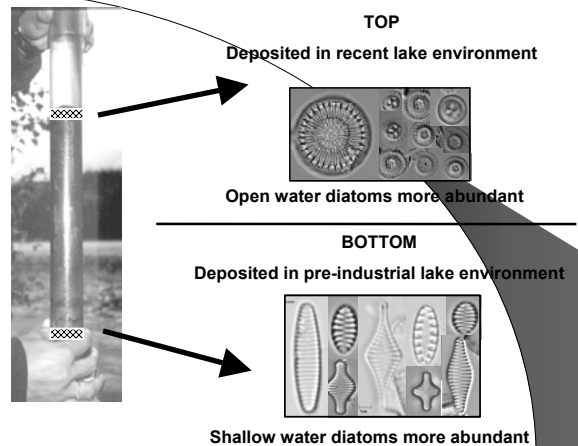 TOP
Deposited in recent lake environment
Open water diatoms more abundant
BOTTOM
Deposited in pre-industrial lake environment
Shallow water diatoms more abundant